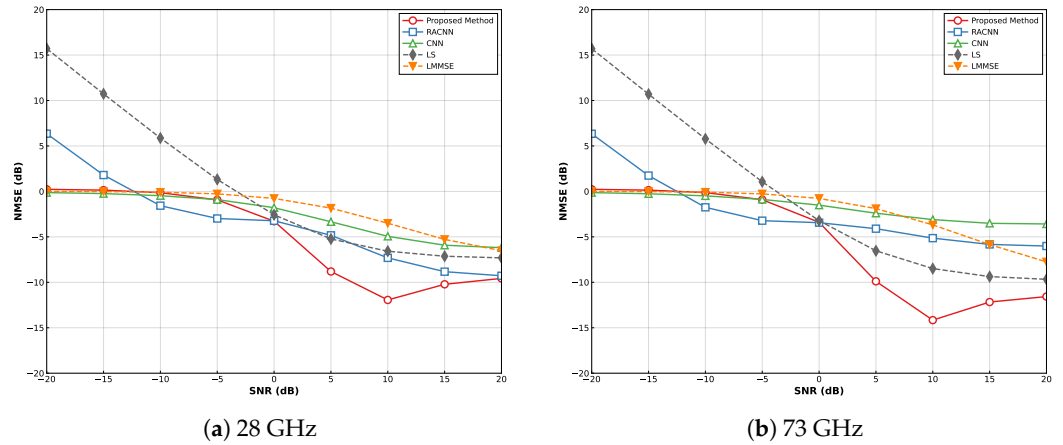 20
15
10
5
0
−5
−10
−15
−20
NMSE (dB)
−20 −15 −10 −5 0 5 10 15 20
SNR (dB)
Proposed Method
RACNN
CNN
LS
LMMSE
(a) 28 GHz
20
15
10
5
0
−5
−10
−15
−20
NMSE (dB)
−20 −15 −10 −5 0 5 10 15 20
SNR (dB)
Proposed Method
RACNN
CNN
LS
LMMSE
(b) 73 GHz